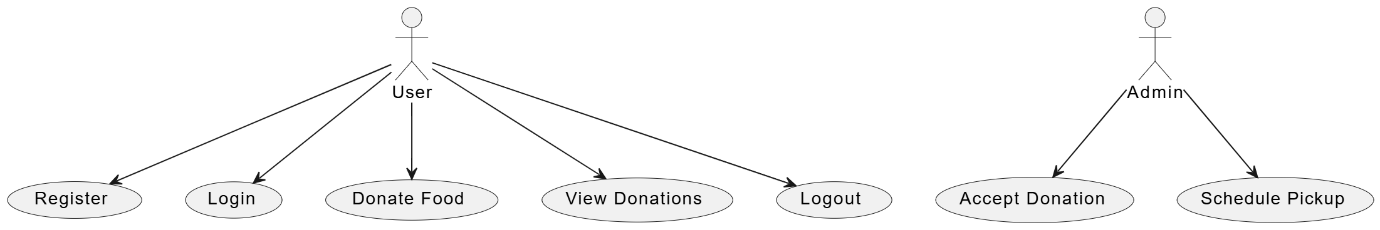 User
Admin
Register
Login
Donate Food
View Donations
Logout
Accept Donation
Schedule Pickup